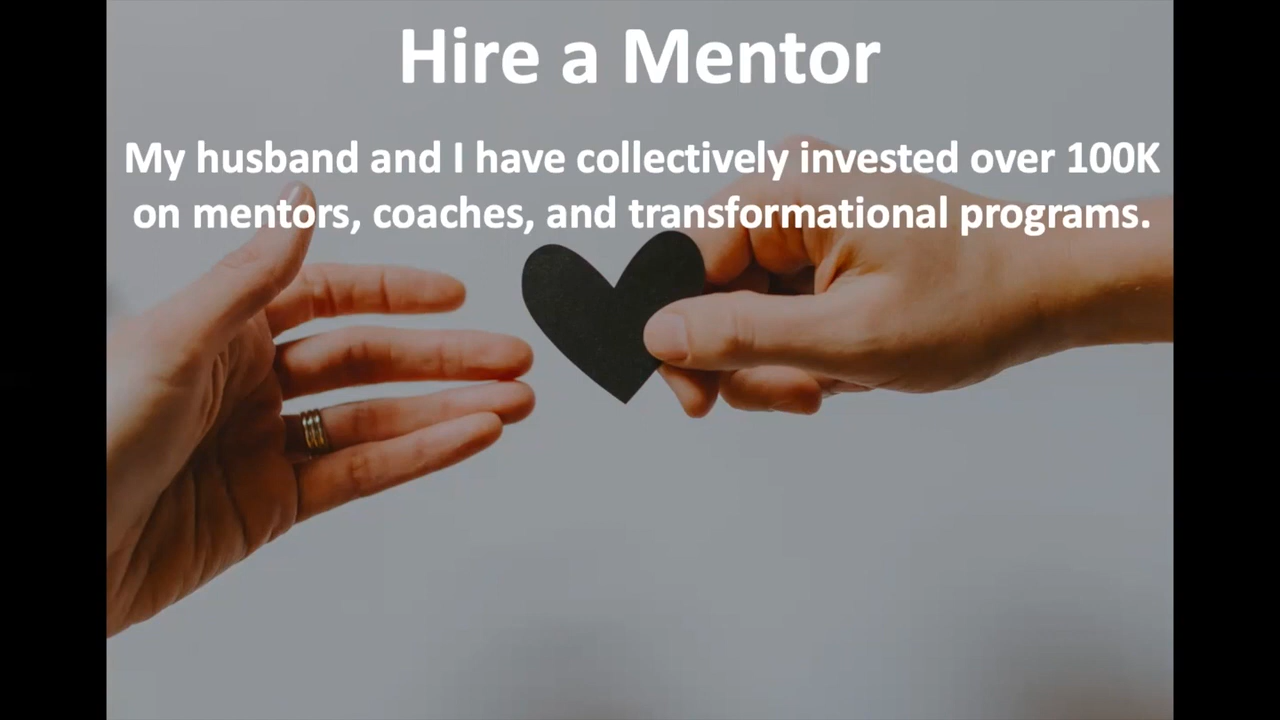 Hire a Mentor
My husband and I have collectively invested over 100K
on mentors, coaches, and transformational programs.